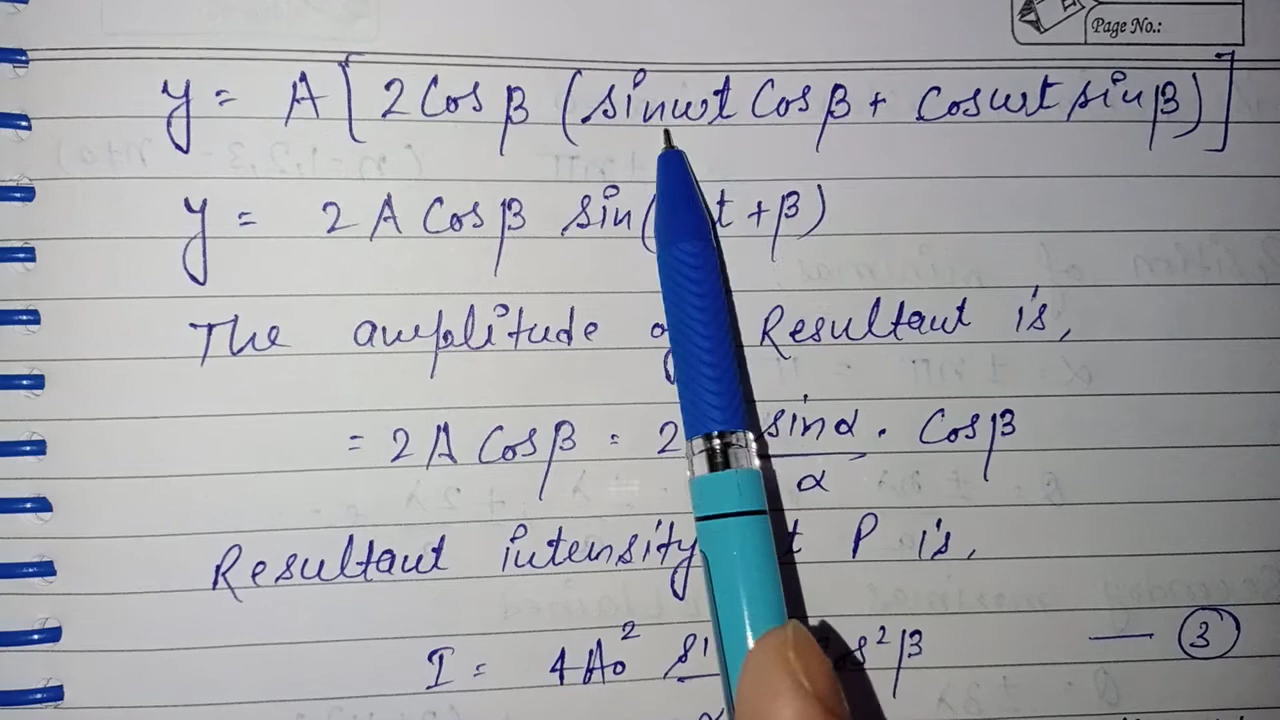 Page No.:
y = A [ 2 Cos β ( sinωt Cos β + Cosωt sin β ) ]
y = 2 A Cos β sin( t + β )
The amplitude Resultant is,
= 2 A Cos β = 2 sinα/α . Cos β
Resultant intensity P is,
I = 4A₀² β — ③